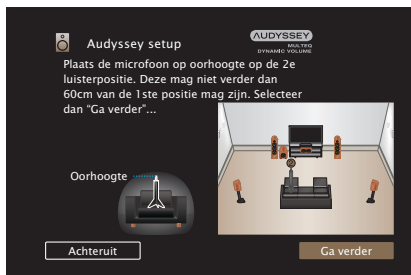 Audyssey setup
AUDYSSEY
MULTEQ
DYNAMIC VOLUME
Plaats de microfoon op oorhoogte op de 2e
luisterpositie. Deze mag niet verder dan
60cm van de 1ste positie mag zijn. Selecteer
dan “Ga verder”...
Oorhoogte
Achteruit
Ga verder